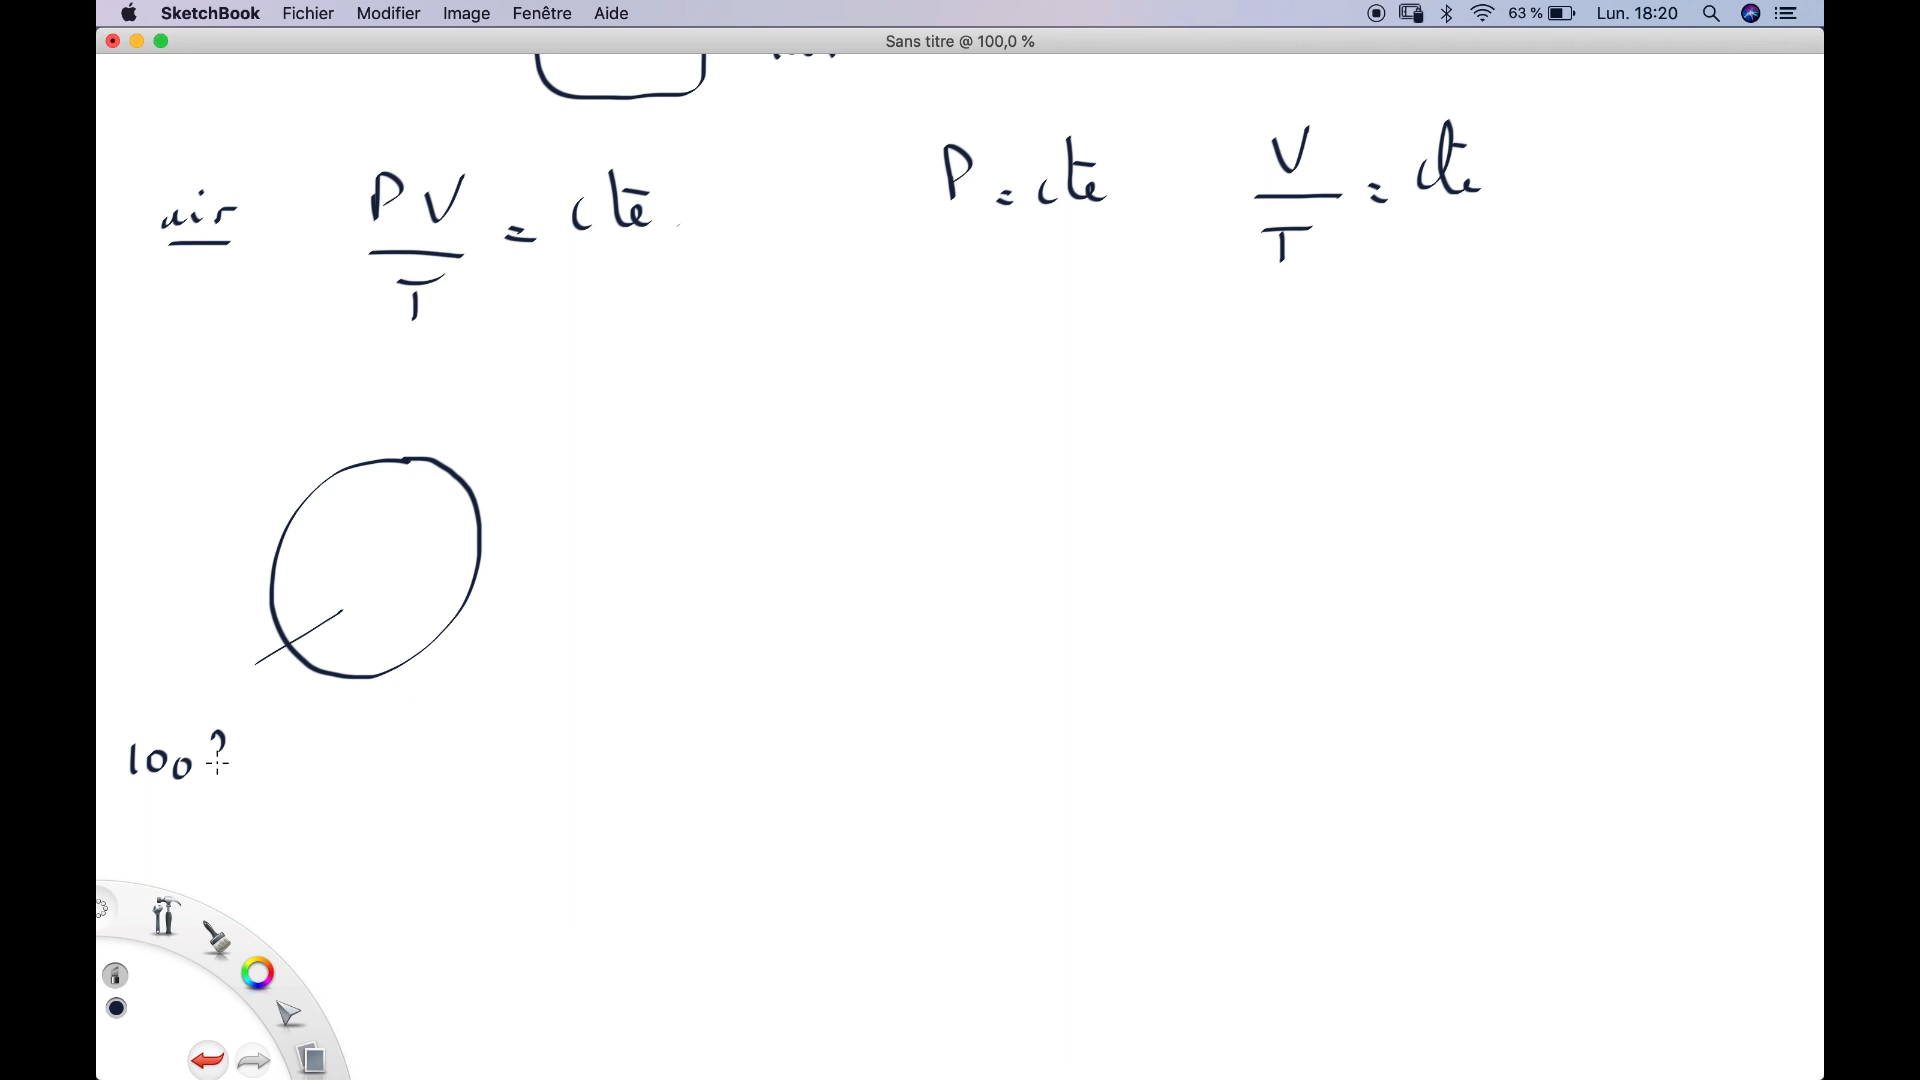 SketchBook Fichier Modifier Image Fenêtre Aide 63 % Lun. 18:20
Sans titre @ 100,0 %
air PV/T = cte P = cte V/T = cte
100 ?